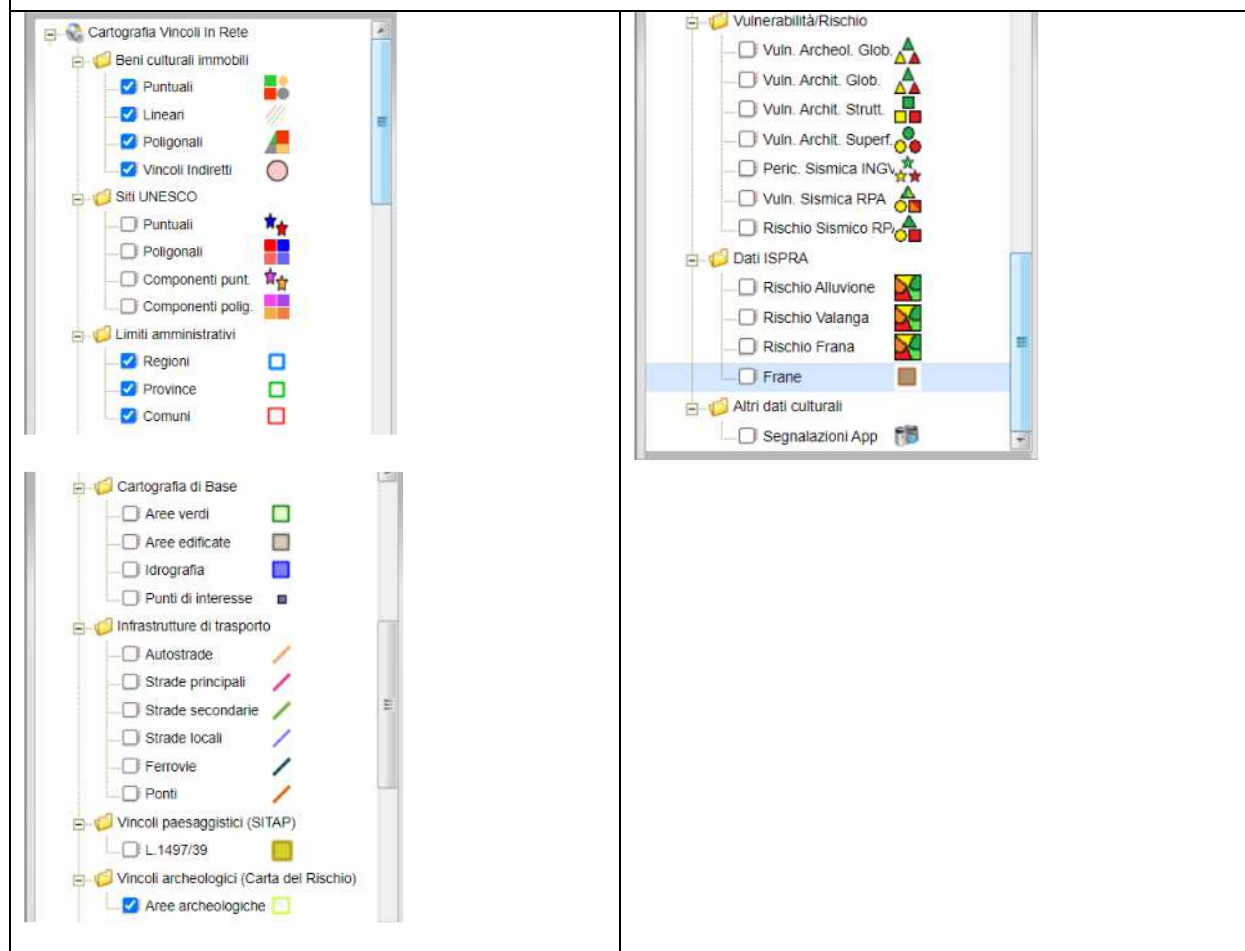 Cartografia Vincoli In Rete
Beni culturali immobili
Puntuali
Lineari
Poligonali
Vincoli Indiretti
Siti UNESCO
Puntuali
Poligonali
Componenti punt.
Componenti polig.
Limiti amministrativi
Regioni
Province
Comuni
Cartografia di Base
Aree verdi
Aree edificate
Idrografia
Punti di interesse
Infrastrutture di trasporto
Autostrade
Strade principali
Strade secondarie
Strade locali
Ferrovie
Ponti
Vincoli paesaggistici (SITAP)
L.1497/39
Vincoli archeologici (Carta del Rischio)
Aree archeologiche
Vulnerabilità/Rischio
Vuln. Archeol. Glob.
Vuln. Archit. Glob.
Vuln. Archit. Strutt.
Vuln. Archit. Superf.
Peric. Sismica INGV
Vuln. Sismica RPA
Rischio Sismico RPA
Dati ISPRA
Rischio Alluvione
Rischio Valanga
Rischio Frana
Frane
Altri dati culturali
Segnalazioni App